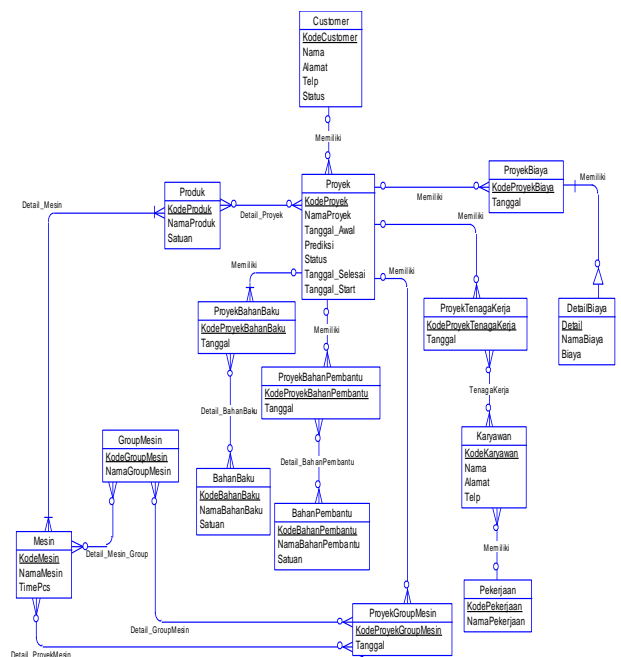 Customer
KodeCustomer
Nama
Alamat
Telp
Status
Memiliki
Proyek
KodeProyek
NamaProyek
Tanggal_Awal
Prediksi
Status
Tanggal_Selesai
Tanggal_Start
Produk
KodeProduk
NamaProduk
Satuan
Detail_Mesin
Detail_Proyek
ProyekBiaya
KodeProyekBiaya
Tanggal
Memiliki
Memiliki
Memiliki
Memiliki
Memiliki
Memiliki
DetailBiaya
Detail
NamaBiaya
Biaya
ProyekBahanBaku
KodeProyekBahanBaku
Tanggal
ProyekTenagaKerja
KodeProyekTenagaKerja
Tanggal
ProyekBahanPembantu
KodeProyekBahanPembantu
Tanggal
TenagaKerja
Detail_BahanBaku
GroupMesin
KodeGroupMesin
NamaGroupMesin
Karyawan
KodeKaryawan
Nama
Alamat
Telp
Detail_BahanPembantu
BahanBaku
KodeBahanBaku
NamaBahanBaku
Satuan
BahanPembantu
KodeBahanPembantu
NamaBahanPembantu
Satuan
Mesin
KodeMesin
NamaMesin
TimePcs
Detail_Mesin_Group
Memiliki
Pekerjaan
KodePekerjaan
NamaPekerjaan
ProyekGroupMesin
KodeProyekGroupMesin
Tanggal
Detail_GroupMesin
Detail_ProyekMesin